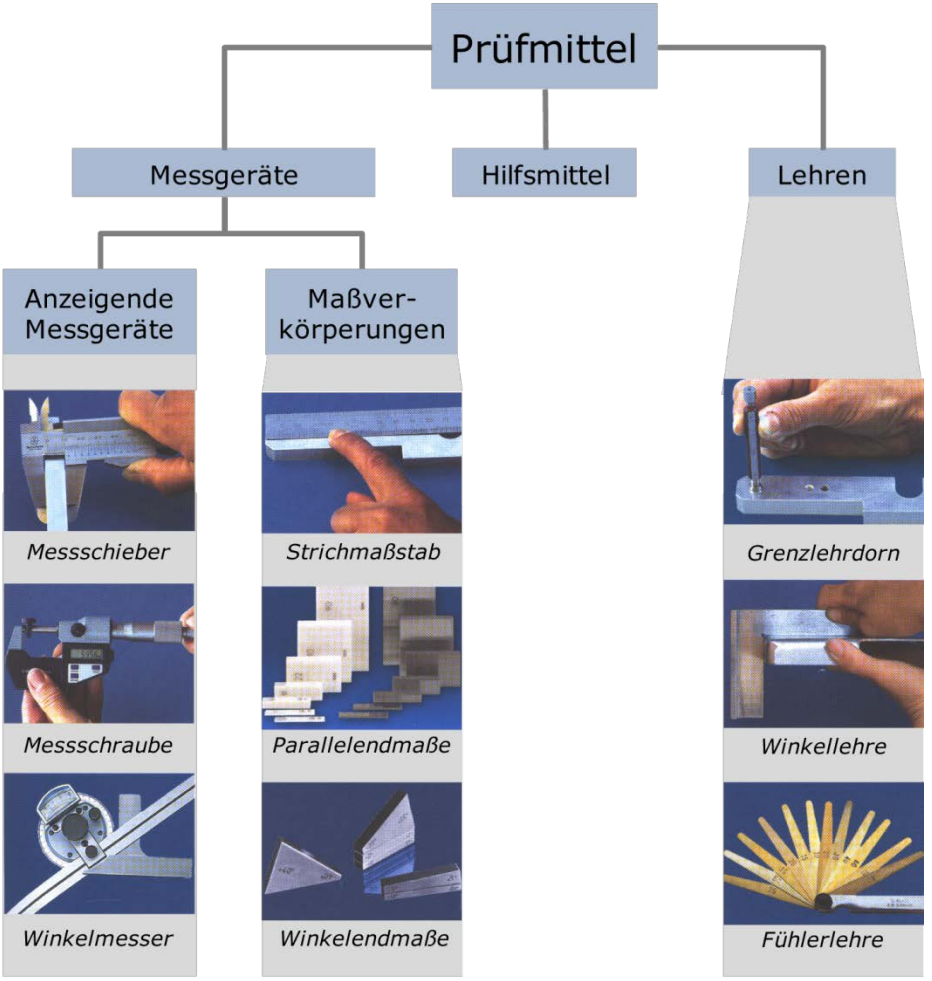 Prüfmittel
Messgeräte
Hilfsmittel
Lehren
Anzeigende
Messgeräte
Maßver-
körperungen
Messschieber
Strichmaßstab
Grenzlehrdorn
Messschraube
Parallelendmaße
Winkellehre
Winkelmesser
Winkelendmaße
Fühlerlehre